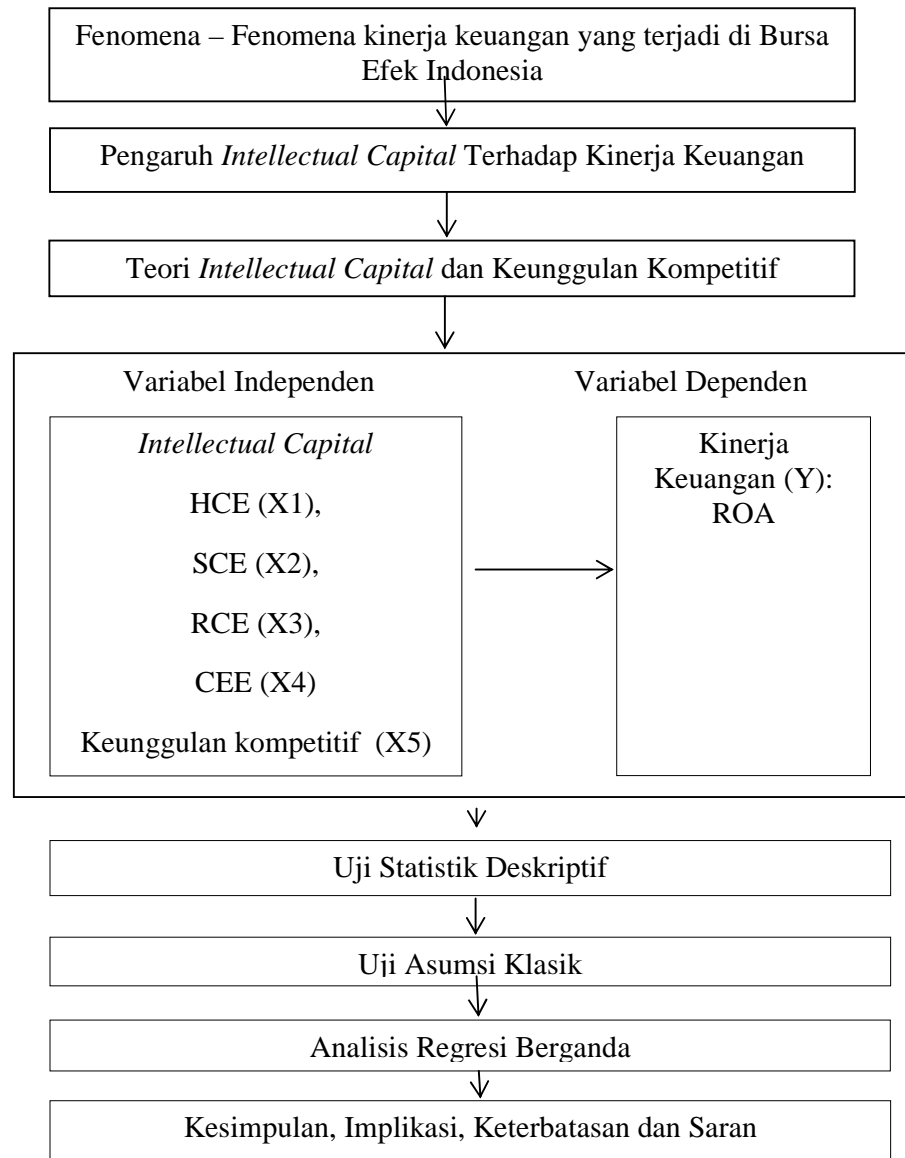 Fenomena – Fenomena kinerja keuangan yang terjadi di Bursa
Efek Indonesia
Pengaruh Intellectual Capital Terhadap Kinerja Keuangan
Teori Intellectual Capital dan Keunggulan Kompetitif
Variabel Independen
Variabel Dependen
Intellectual Capital
HCE (X1),
SCE (X2),
RCE (X3),
CEE (X4)
Keunggulan kompetitif (X5)
Kinerja
Keuangan (Y):
ROA
Uji Statistik Deskriptif
Uji Asumsi Klasik
Analisis Regresi Berganda
Kesimpulan, Implikasi, Keterbatasan dan Saran